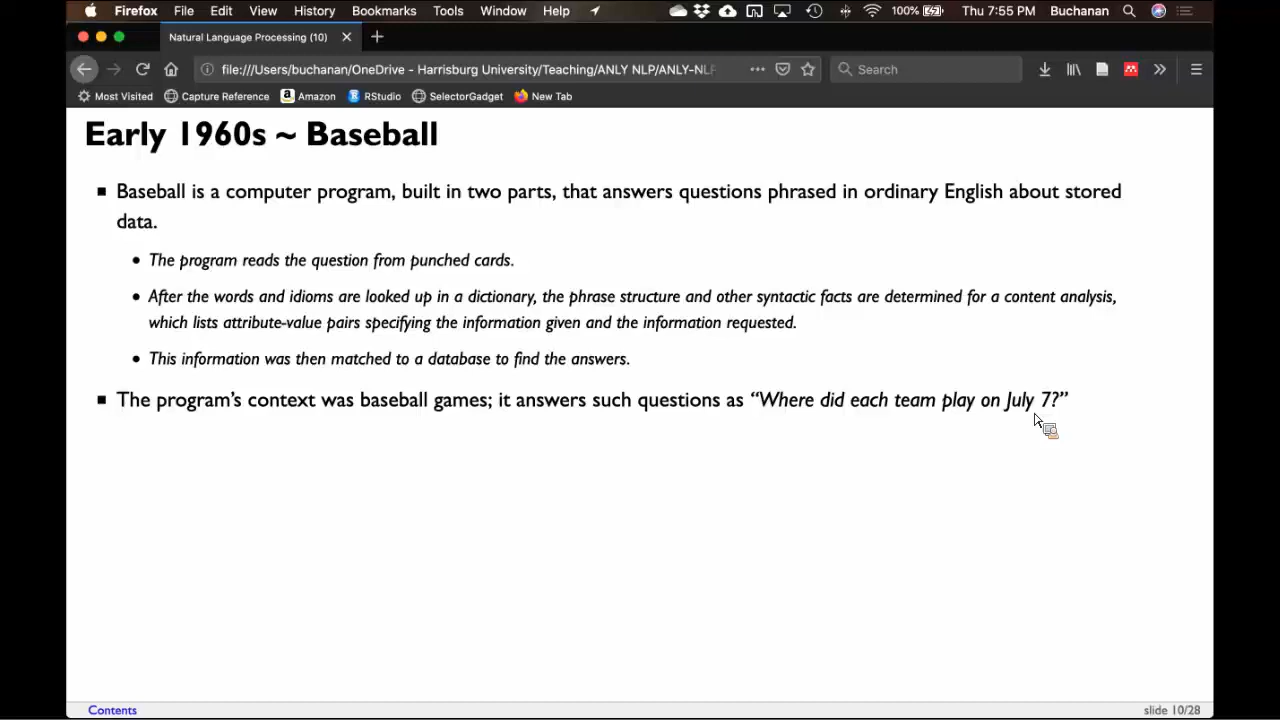 Firefox File Edit View History Bookmarks Tools Window Help 100% Thu 7:55 PM Buchanan
Natural Language Processing (10)
file:///Users/buchanan/OneDrive - Harrisburg University/Teaching/ANLY NLP/ANLY-NLP Search
Most Visited Capture Reference Amazon RStudio SelectorGadget New Tab
Early 1960s ~ Baseball
Baseball is a computer program, built in two parts, that answers questions phrased in ordinary English about stored
data.
The program reads the question from punched cards.
After the words and idioms are looked up in a dictionary, the phrase structure and other syntactic facts are determined for a content analysis,
which lists attribute-value pairs specifying the information given and the information requested.
This information was then matched to a database to find the answers.
The program’s context was baseball games; it answers such questions as “Where did each team play on July 7?”
Contents slide 10/28